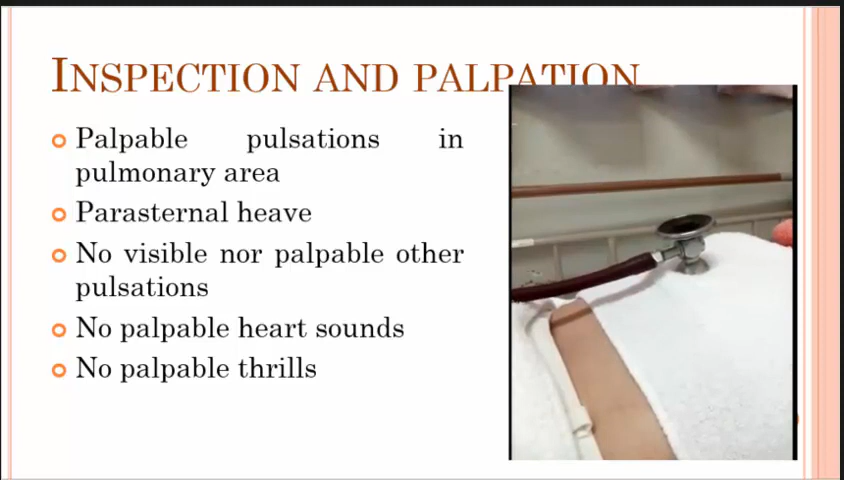 INSPECTION AND PALPATION
Palpable pulsations in
pulmonary area
Parasternal heave
No visible nor palpable other
pulsations
No palpable heart sounds
No palpable thrills